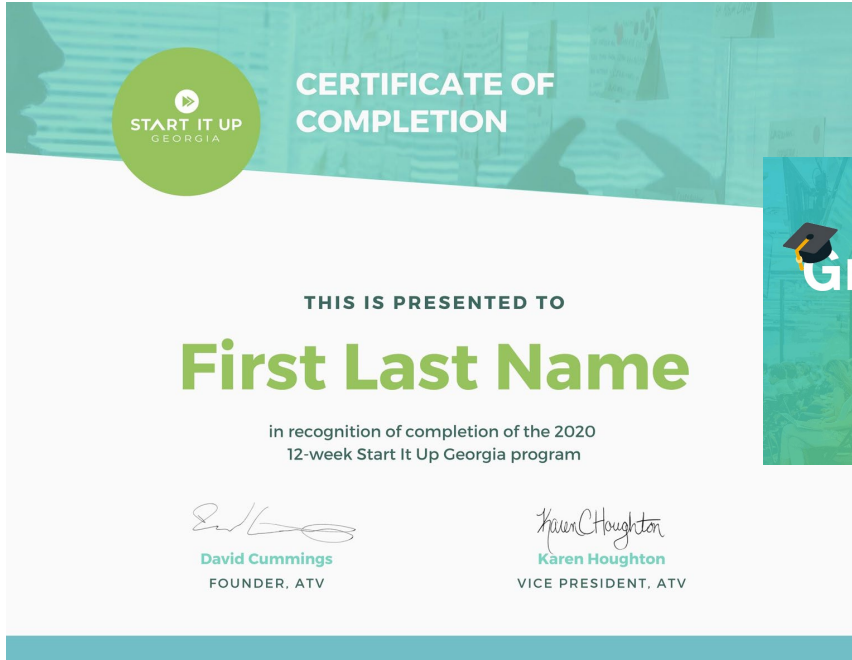 START IT UP
GEORGIA
CERTIFICATE OF
COMPLETION
THIS IS PRESENTED TO
First Last Name
in recognition of completion of the 2020
12-week Start It Up Georgia program
Karen C Houghton
David Cummings
Karen Houghton
FOUNDER, ATV
VICE PRESIDENT, ATV